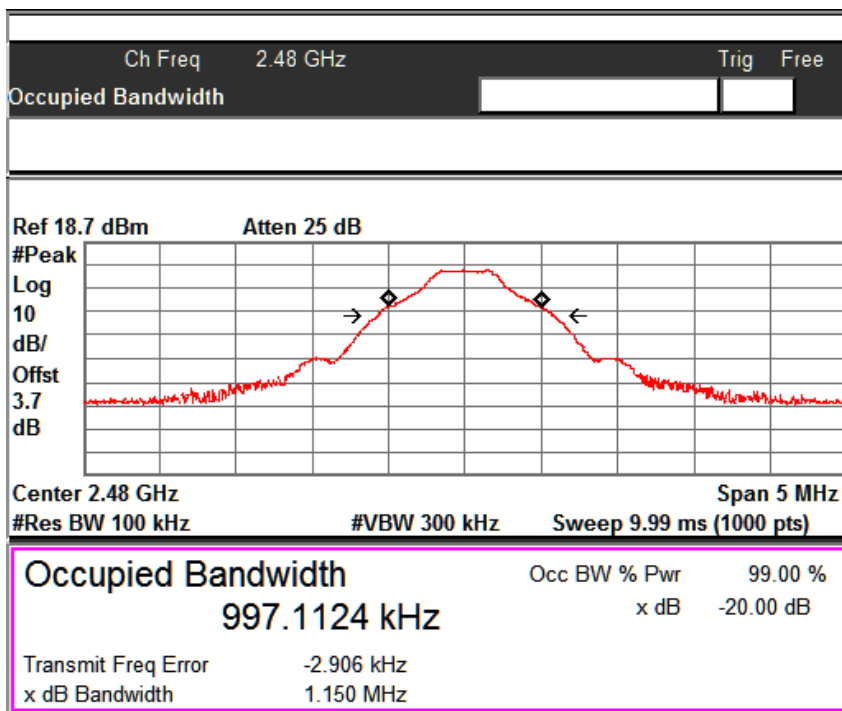 Ch Freq 2.48 GHz Trig Free
Occupied Bandwidth
Ref 18.7 dBm Atten 25 dB
#Peak
Log
10
dB/
Offst
3.7
dB
Center 2.48 GHz Span 5 MHz
#Res BW 100 kHz #VBW 300 kHz Sweep 9.99 ms (1000 pts)
Occupied Bandwidth Occ BW % Pwr 99.00 %
997.1124 kHz x dB -20.00 dB
Transmit Freq Error -2.906 kHz
x dB Bandwidth 1.150 MHz